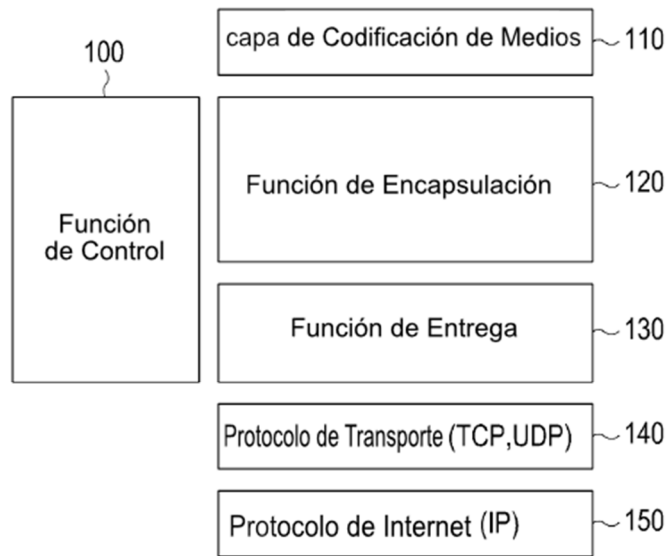 capa de Codificación de Medios
110
100
Función
de Control
Función de Encapsulación
120
Función de Entrega
130
Protocolo de Transporte (TCP,UDP)
140
Protocolo de Internet (IP)
150